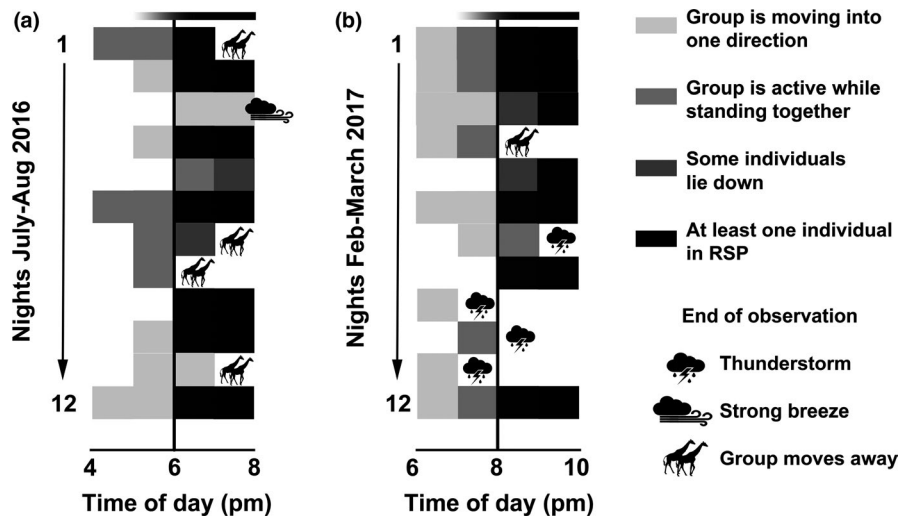 (a)
1
Nights July-Aug 2016
12
4
6
8
Time of day (pm)
(b)
1
Nights Feb-March 2017
12
6
8
10
Time of day (pm)
Group is moving into
one direction
Group is active while
standing together
Some individuals
lie down
At least one individual
in RSP
End of observation
Thunderstorm
Strong breeze
Group moves away